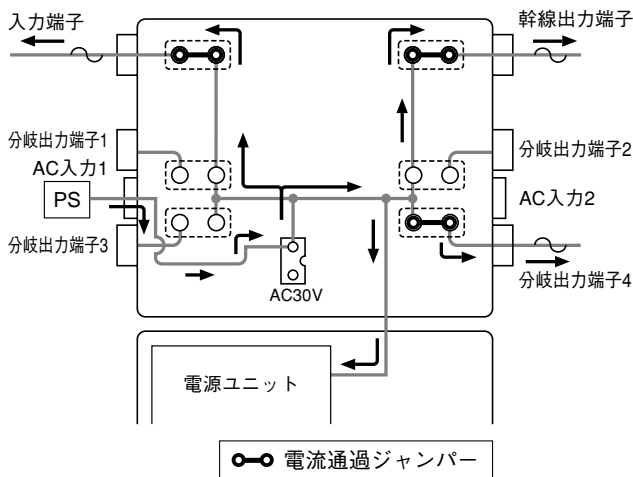 入力端子
幹線出力端子
分岐出力端子1
分岐出力端子2
AC入力1
PS
AC入力2
分岐出力端子3
分岐出力端子4
AC30V
電源ユニット
電流通過ジャンパー